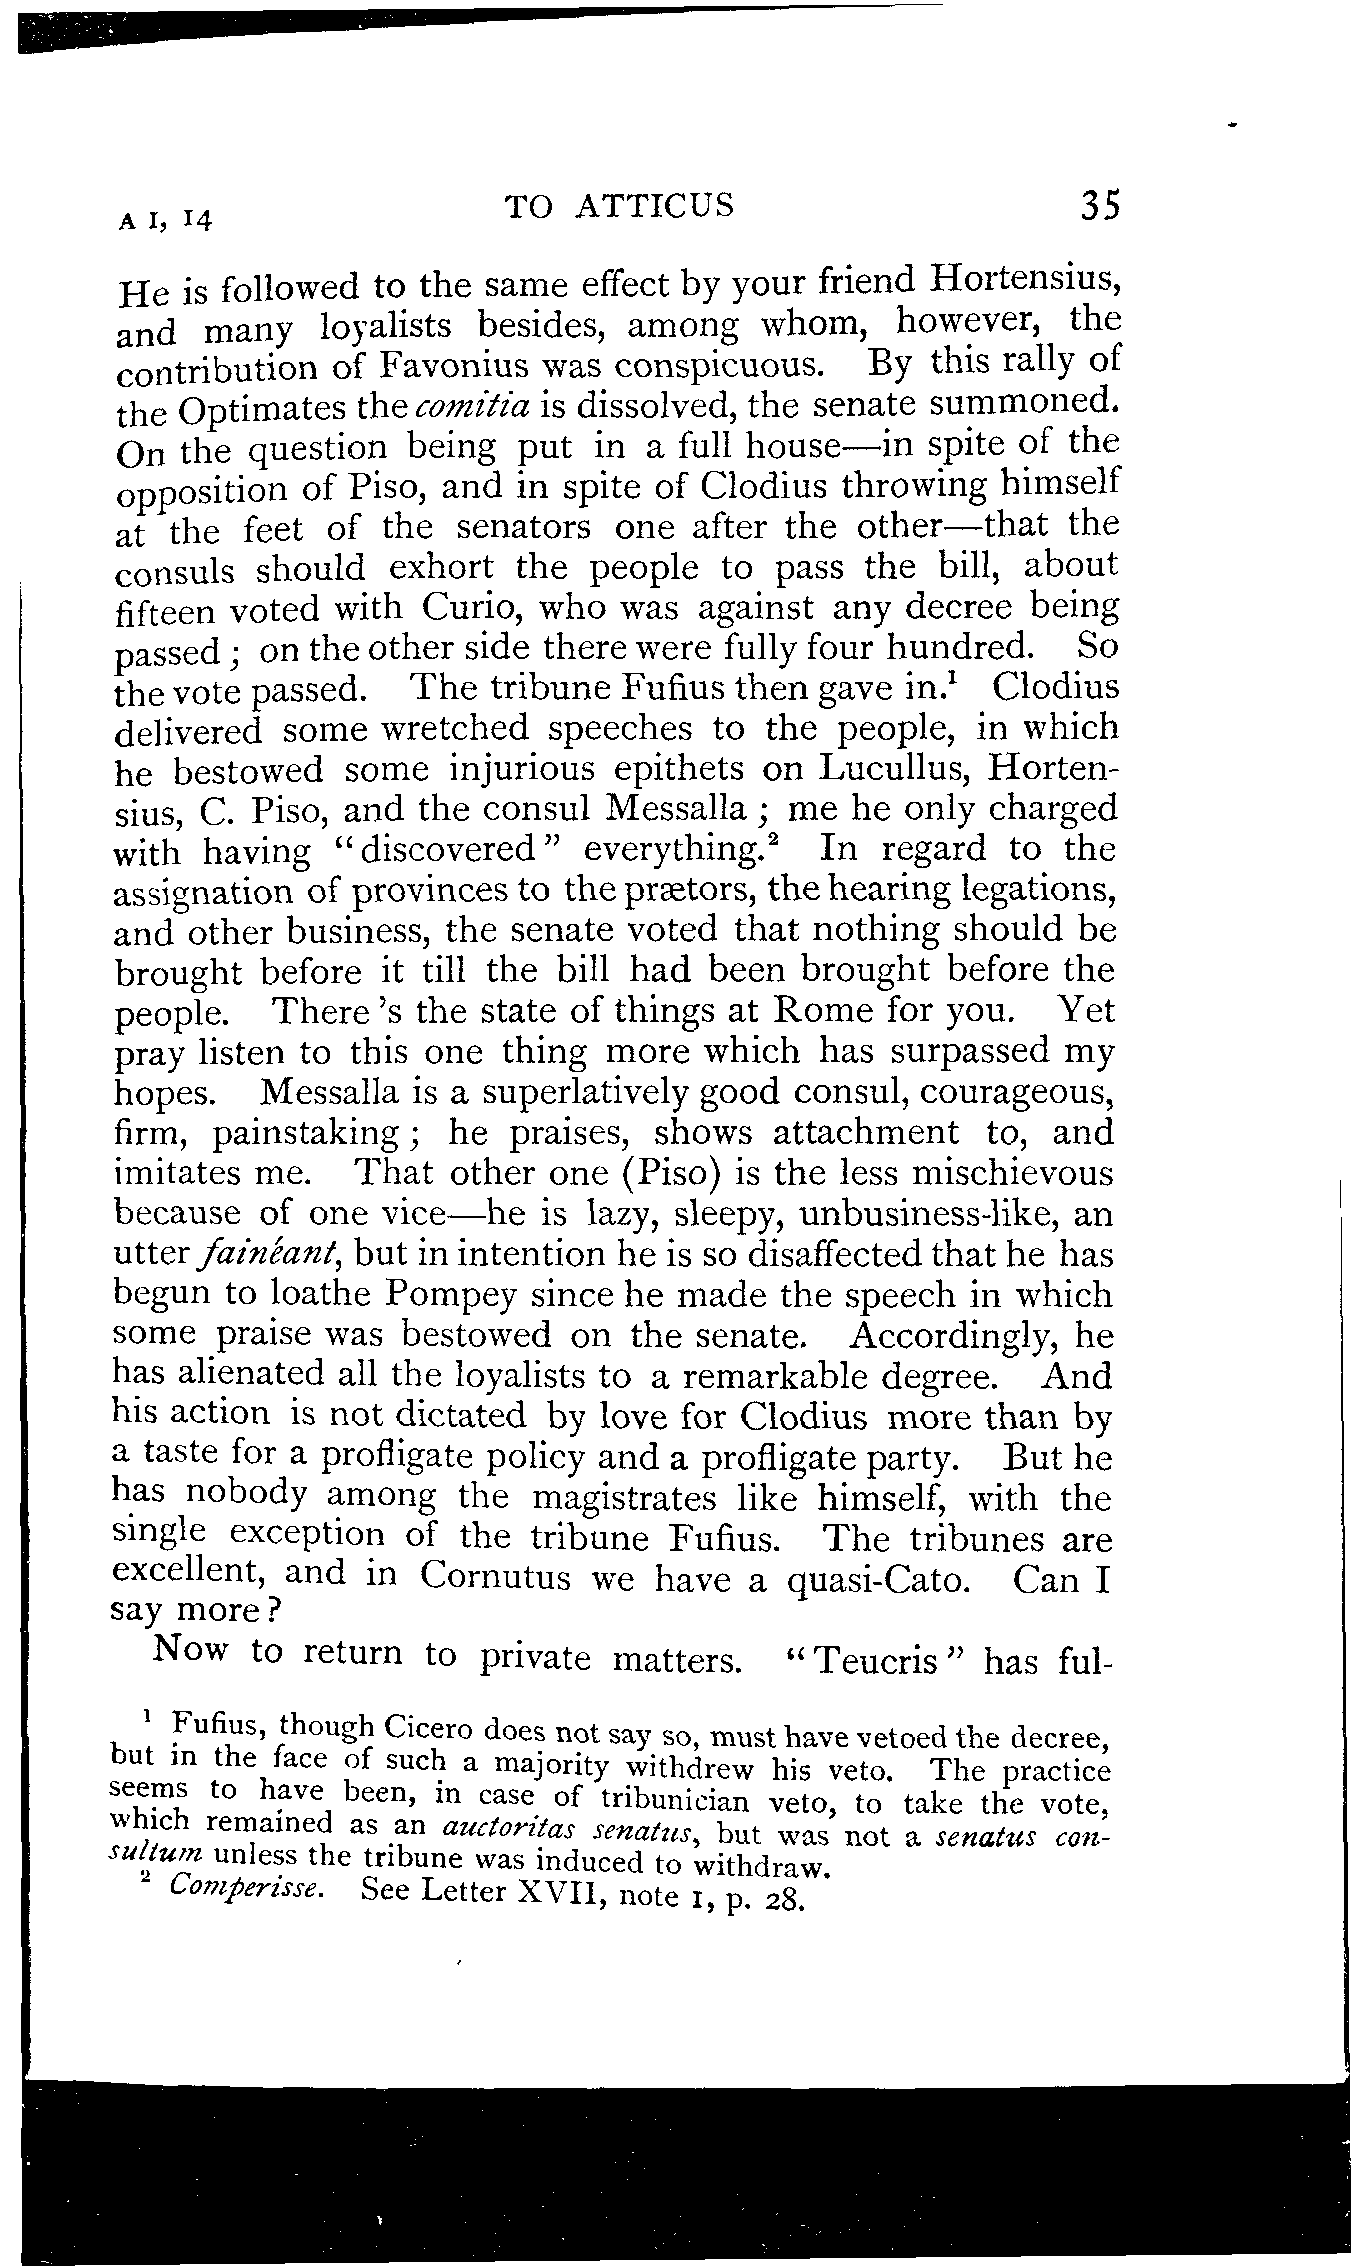 A I, 14 TO ATTICUS 35
He is followed to the same effect by your friend Hortensius,
and many loyalists besides, among whom, however, the
contribution of Favonius was conspicuous. By this rally of
the Optimates the comitia is dissolved, the senate summoned.
On the question being put in a full house—in spite of the
opposition of Piso, and in spite of Clodius throwing himself
at the feet of the senators one after the other—that the
consuls should exhort the people to pass the bill, about
fifteen voted with Curio, who was against any decree being
passed; on the other side there were fully four hundred. So
the vote passed. The tribune Fufius then gave in.¹ Clodius
delivered some wretched speeches to the people, in which
he bestowed some injurious epithets on Lucullus, Horten-
sius, C. Piso, and the consul Messalla; me he only charged
with having “discovered” everything.² In regard to the
assignation of provinces to the prætors, the hearing legations,
and other business, the senate voted that nothing should be
brought before it till the bill had been brought before the
people. There's the state of things at Rome for you. Yet
pray listen to this one thing more which has surpassed my
hopes. Messalla is a superlatively good consul, courageous,
firm, painstaking; he praises, shows attachment to, and
imitates me. That other one (Piso) is the less mischievous
because of one vice—he is lazy, sleepy, unbusiness-like, an
utter fainéant, but in intention he is so disaffected that he has
begun to loathe Pompey since he made the speech in which
some praise was bestowed on the senate. Accordingly, he
has alienated all the loyalists to a remarkable degree. And
his action is not dictated by love for Clodius more than by
a taste for a profligate policy and a profligate party. But he
has nobody among the magistrates like himself, with the
single exception of the tribune Fufius. The tribunes are
excellent, and in Cornutus we have a quasi-Cato. Can I
say more?
Now to return to private matters. “Teucris” has ful-
¹ Fufius, though Cicero does not say so, must have vetoed the decree,
but in the face of such a majority withdrew his veto. The practice
seems to have been, in case of tribunician veto, to take the vote,
which remained as an auctoritas senatus, but was not a senatus con-
sultum unless the tribune was induced to withdraw.
² Comperisse. See Letter XVII, note 1, p. 28.